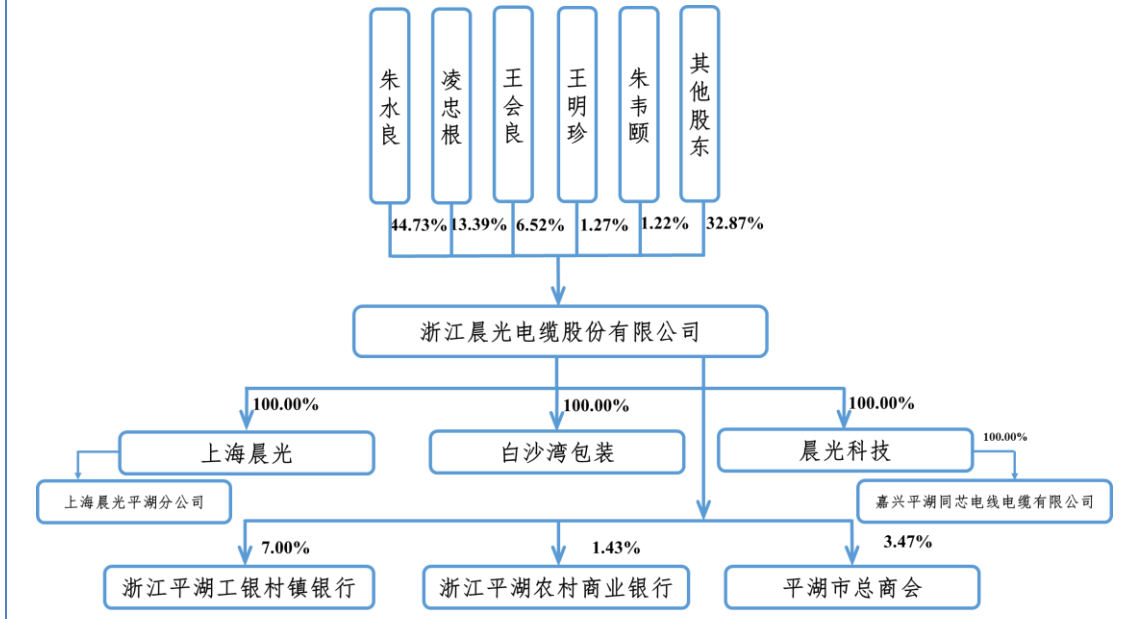 朱水良
凌忠根
王会良
王明珍
朱韦颐
其他股东
44.73%
13.39%
6.52%
1.27%
1.22%
32.87%
浙江晨光电缆股份有限公司
100.00%
100.00%
100.00%
上海晨光
白沙湾包装
晨光科技
100.00%
上海晨光平湖分公司
嘉兴平湖同芯电线电缆有限公司
7.00%
1.43%
3.47%
浙江平湖工银村镇银行
浙江平湖农村商业银行
平湖市总商会